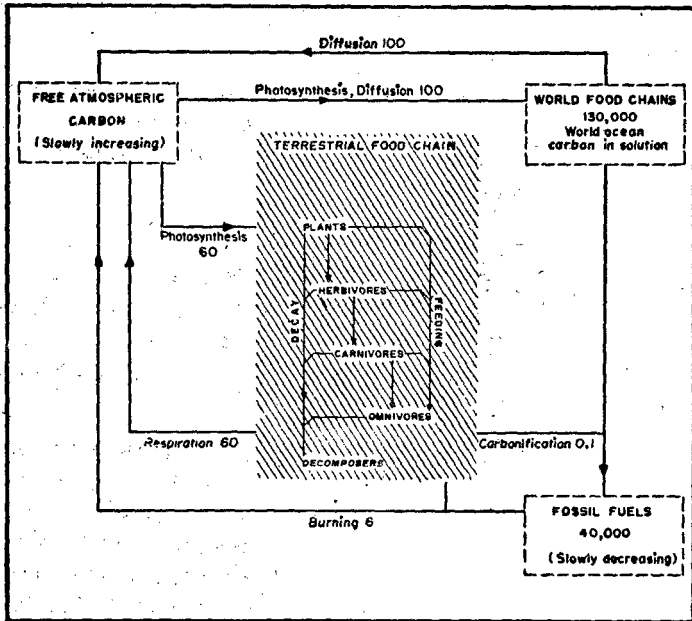 Diffusion 100
FREE ATMOSPHERIC
CARBON
(Slowly increasing)
Photosynthesis, Diffusion 100
WORLD FOOD CHAINS
130,000
World ocean
carbon in solution
TERRESTRIAL FOOD CHAIN
Photosynthesis
60
PLANTS
HERBIVORES
DECAY
FEEDING
CARNIVORES
OMNIVORES
Respiration 60
Carbonification 0,1
DECOMPOSERS
Burning 6
FOSSIL FUELS
40,000
(Slowly decreasing)